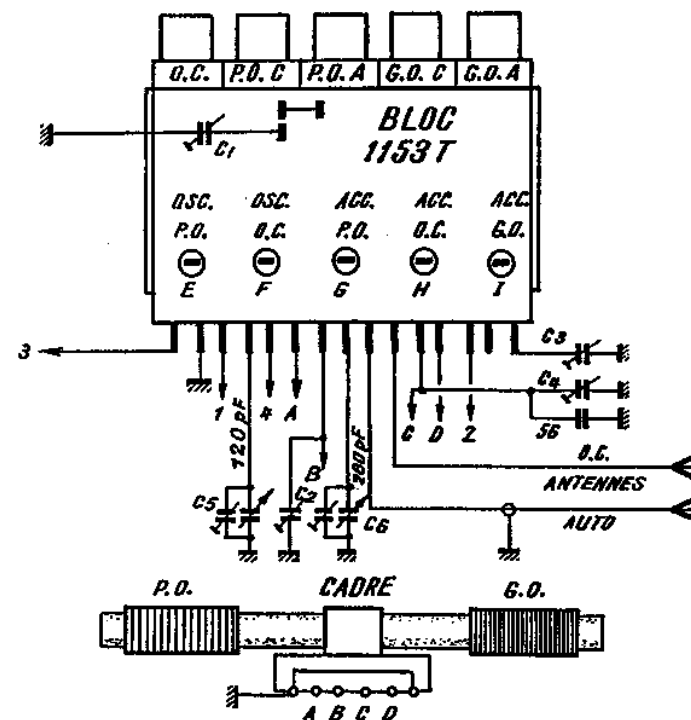 O.C. P.O.C P.O.A G.O.C G.O.A
BLOC
1153 T
C1
OSC. OSC. ACC. ACC. ACC.
P.O. O.C. P.O. O.C. G.O.
E F G H I
3
C3
C4
56
1 4 A C D 2
120 pF
B
280 pF
O.C.
ANTENNES
AUTO
C5 C2 C6
P.O. CADRE G.O.
A B C D